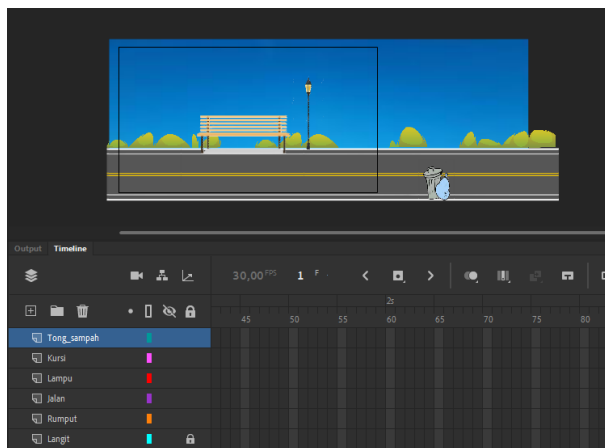 Output Timeline
30,00 FPS 1 F
2s
45 50 55 60 65 70 75 80
Tong_sampah
Kursi
Lampu
Jalan
Rumput
Langit